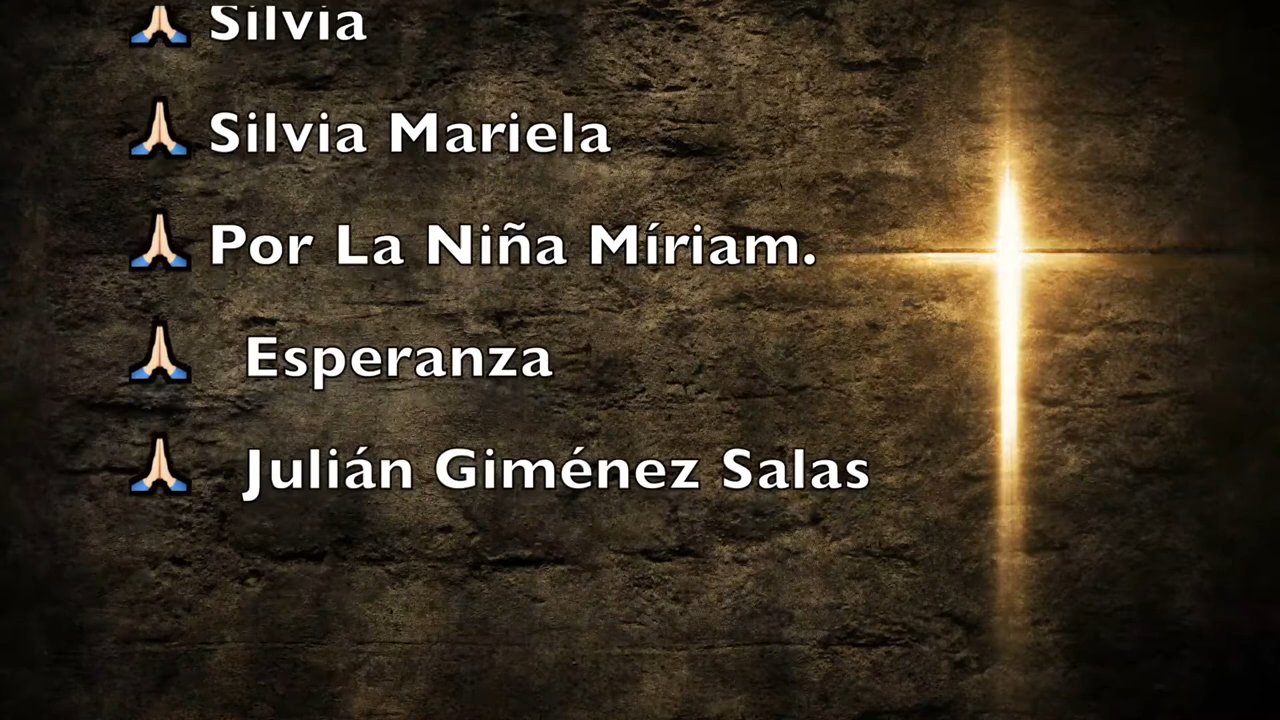 🙏🏻 Silvia
🙏🏻 Silvia Mariela
🙏🏻 Por La Niña Míriam.
🙏🏻 Esperanza
🙏🏻 Julián Giménez Salas